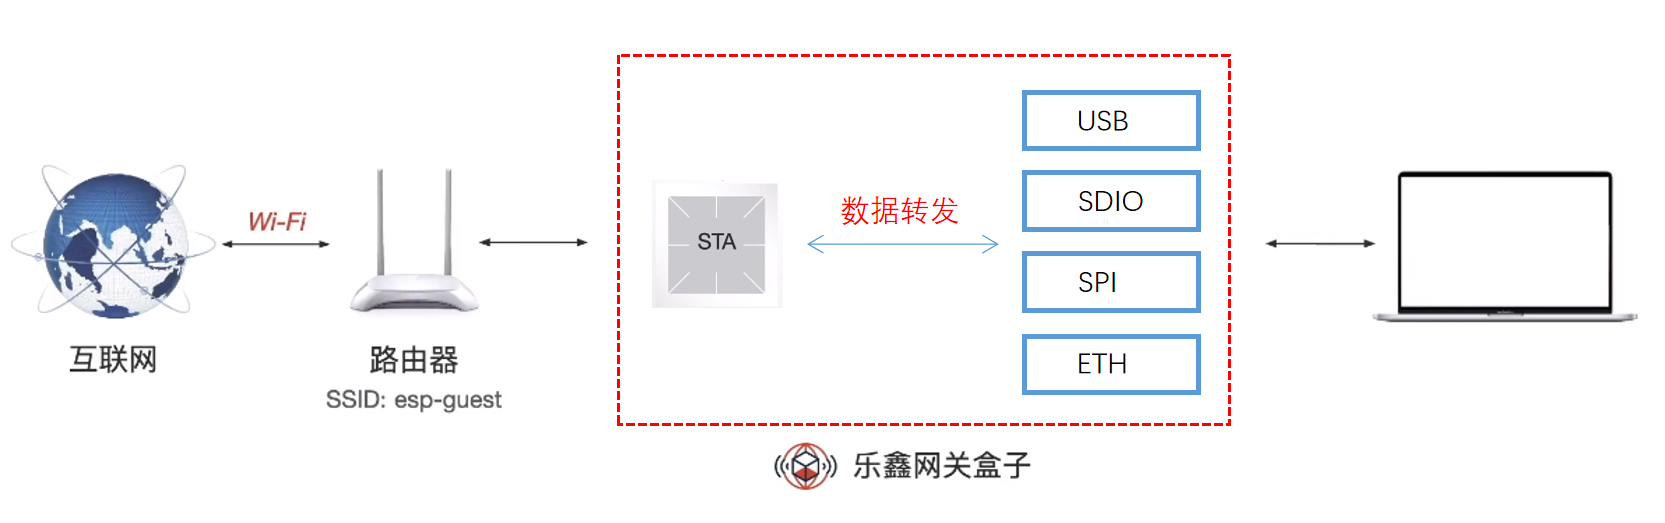 Wi-Fi
互联网
路由器
SSID: esp-guest
STA
数据转发
USB
SDIO
SPI
ETH
乐鑫网关盒子